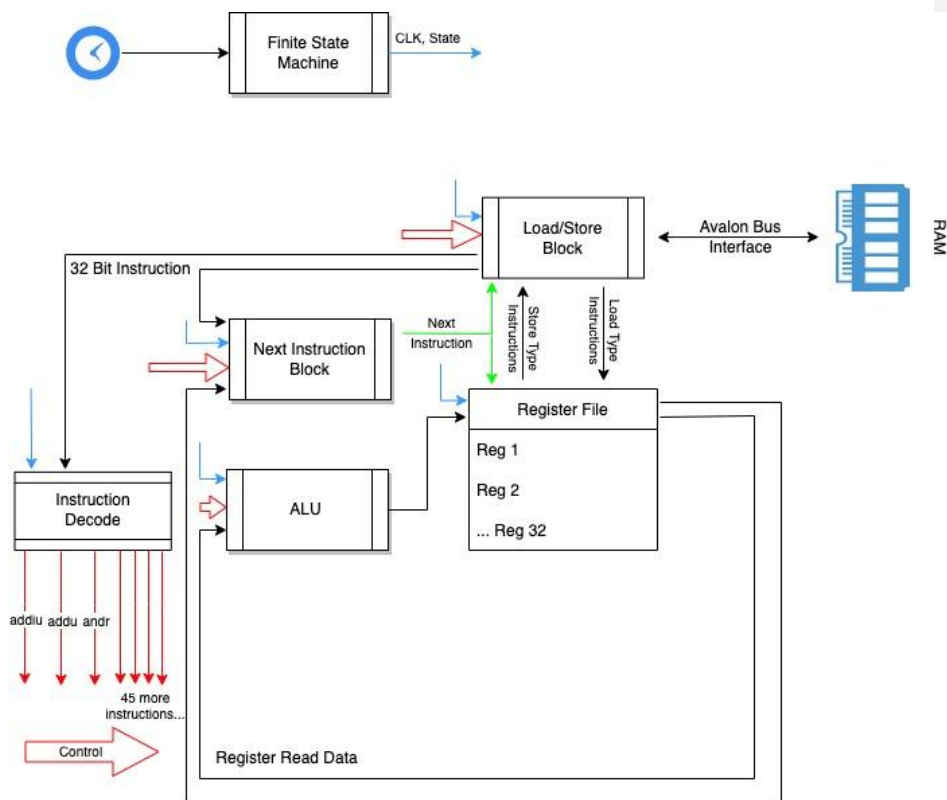 Finite State
Machine
CLK, State
Load/Store
Block
Avalon Bus
Interface
RAM
32 Bit Instruction
Next Instruction
Block
Next
Instruction
Store Type
Instructions
Load Type
Instructions
Register File
Reg 1
Reg 2
... Reg 32
Instruction
Decode
ALU
addiu addu andr
45 more
instructions...
Control
Register Read Data